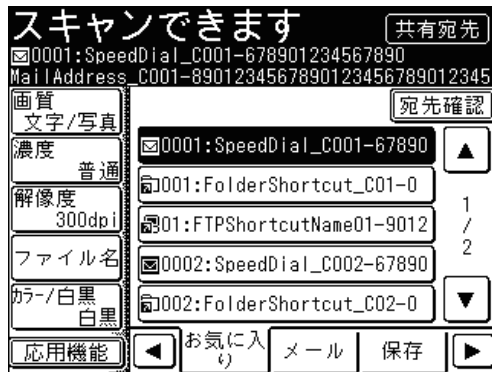 スキャンできます
共有宛先
0001:SpeedDial_C001-678901234567890
MailAddress_C001-8901234567890123456789012345
画質
文字/写真
濃度
普通
解像度
300dpi
ファイル名
カラー/白黒
白黒
応用機能
宛先確認
0001:SpeedDial_C001-67890
001:FolderShortcut_C01-0
01:FTPShortcutName01-9012
0002:SpeedDial_C002-67890
002:FolderShortcut_C02-0
1
/
2
お気に入
り
メール
保存